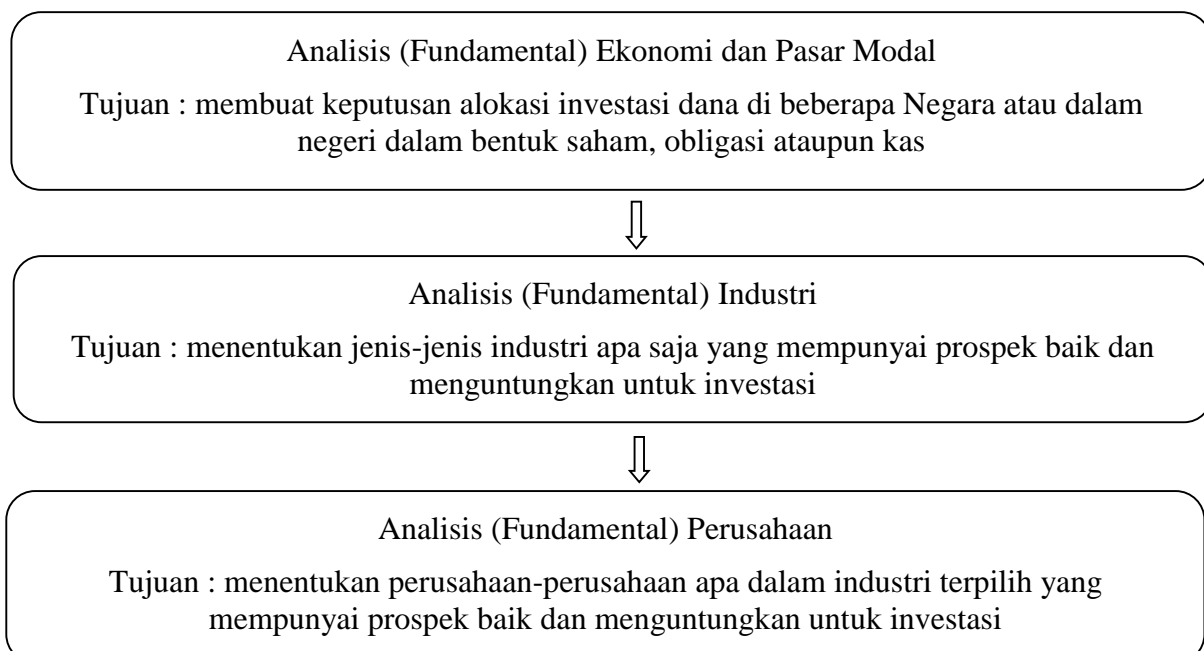 Analisis (Fundamental) Ekonomi dan Pasar Modal
Tujuan : membuat keputusan alokasi investasi dana di beberapa Negara atau dalam
negeri dalam bentuk saham, obligasi ataupun kas
Analisis (Fundamental) Industri
Tujuan : menentukan jenis-jenis industri apa saja yang mempunyai prospek baik dan
menguntungkan untuk investasi
Analisis (Fundamental) Perusahaan
Tujuan : menentukan perusahaan-perusahaan apa dalam industri terpilih yang
mempunyai prospek baik dan menguntungkan untuk investasi